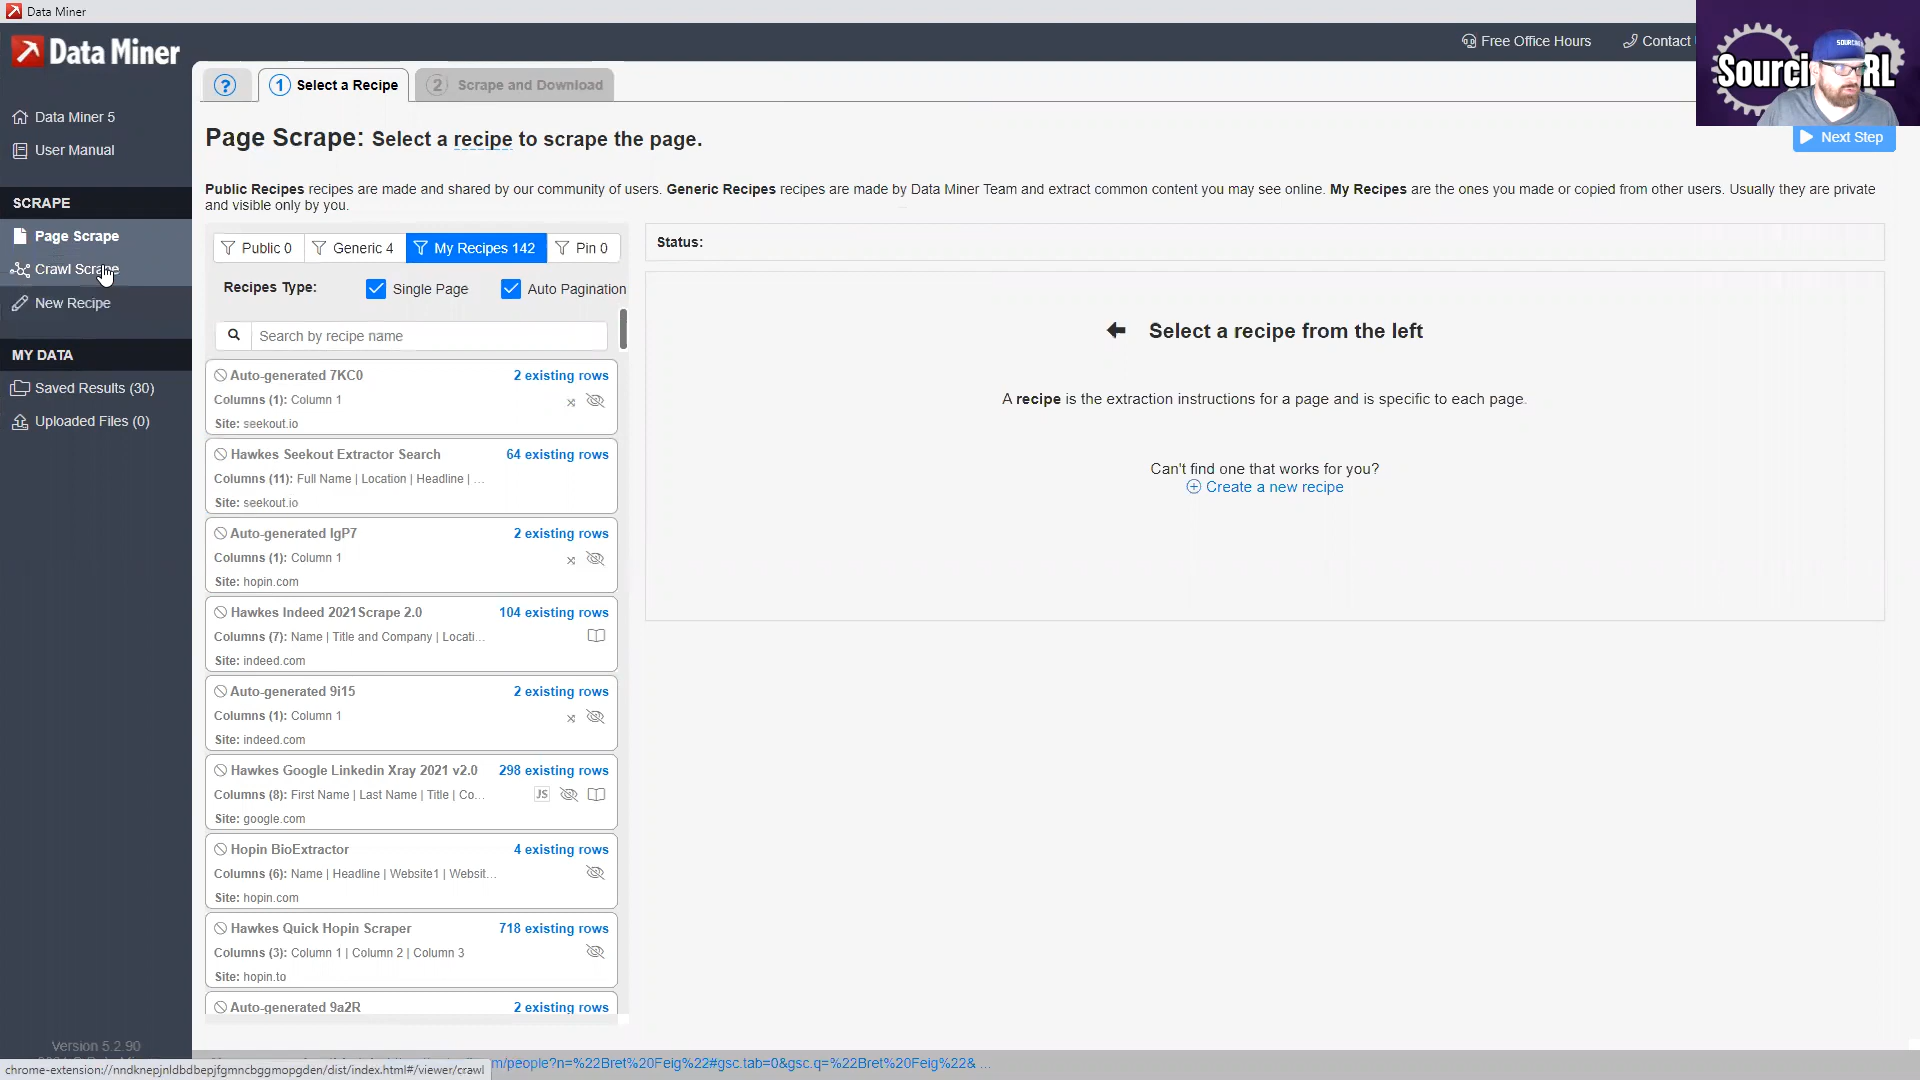 Data Miner
Data Miner
Free Office Hours
Contact
Sourci RL
SOURCING
Data Miner 5
User Manual
SCRAPE
Page Scrape
Crawl Scrape
New Recipe
MY DATA
Saved Results (30)
Uploaded Files (0)
Version 5.2.90
? 1 Select a Recipe 2 Scrape and Download
Page Scrape: Select a recipe to scrape the page.
Next Step
Public Recipes recipes are made and shared by our community of users. Generic Recipes recipes are made by Data Miner Team and extract common content you may see online. My Recipes are the ones you made or copied from other users. Usually they are private
and visible only by you.
Public 0 Generic 4 My Recipes 142 Pin 0
Recipes Type: Single Page Auto Pagination
Search by recipe name
Auto-generated 7KC0 2 existing rows
Columns (1): Column 1
Site: seekout.io
Hawkes Seekout Extractor Search 64 existing rows
Columns (11): Full Name | Location | Headline | ...
Site: seekout.io
Auto-generated IgP7 2 existing rows
Columns (1): Column 1
Site: hopin.com
Hawkes Indeed 2021Scrape 2.0 104 existing rows
Columns (7): Name | Title and Company | Locati...
Site: indeed.com
Auto-generated 9i15 2 existing rows
Columns (1): Column 1
Site: indeed.com
Hawkes Google Linkedin Xray 2021 v2.0 298 existing rows
Columns (8): First Name | Last Name | Title | Co... JS
Site: google.com
Hopin BioExtractor 4 existing rows
Columns (6): Name | Headline | Website1 | Websit...
Site: hopin.com
Hawkes Quick Hopin Scraper 718 existing rows
Columns (3): Column 1 | Column 2 | Column 3
Site: hopin.to
Auto-generated 9a2R 2 existing rows
Status:
Select a recipe from the left
A recipe is the extraction instructions for a page and is specific to each page.
Can't find one that works for you?
Create a new recipe
chrome-extension://nndknepjnldbdbepjfgmncbggmopgden/dist/index.html#/viewer/crawl
m/people?n=%22Bret%20Feig%22#gsc.tab=0&gsc.q=%22Bret%20Feig%22& ...